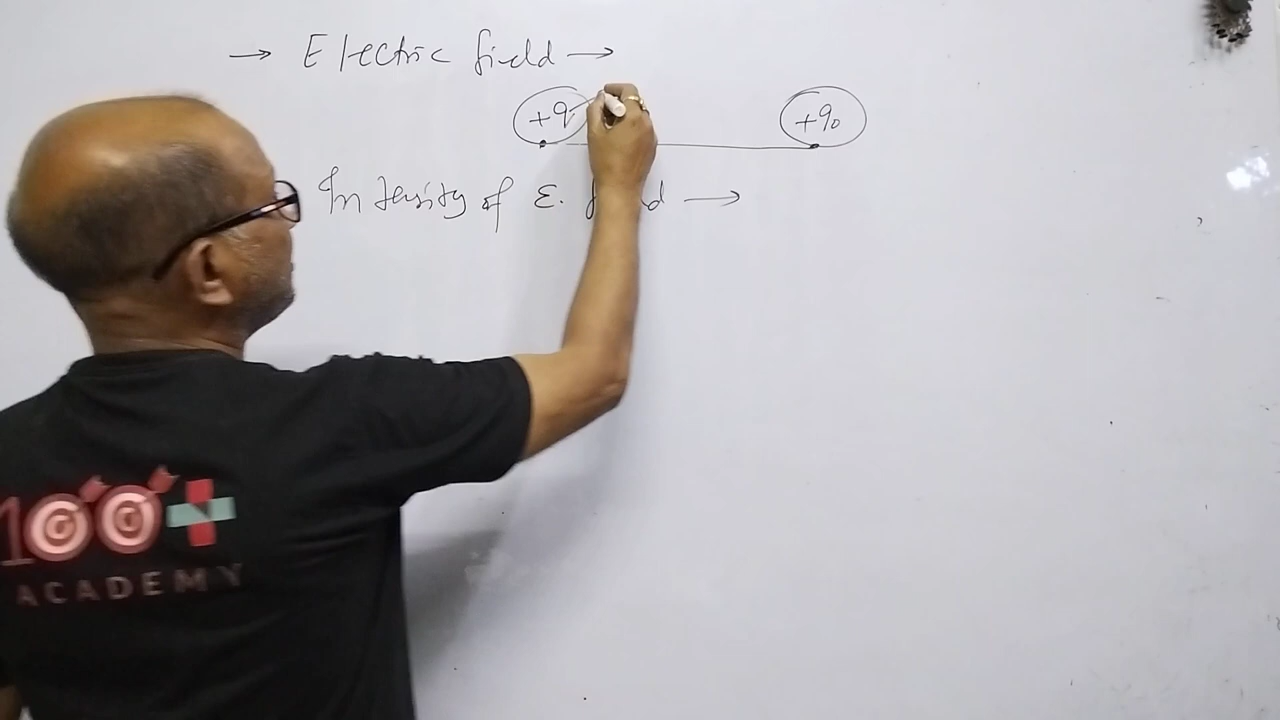 → Electric field →
+q +q₀
Intensity of E. field →
100+
ACADEMY